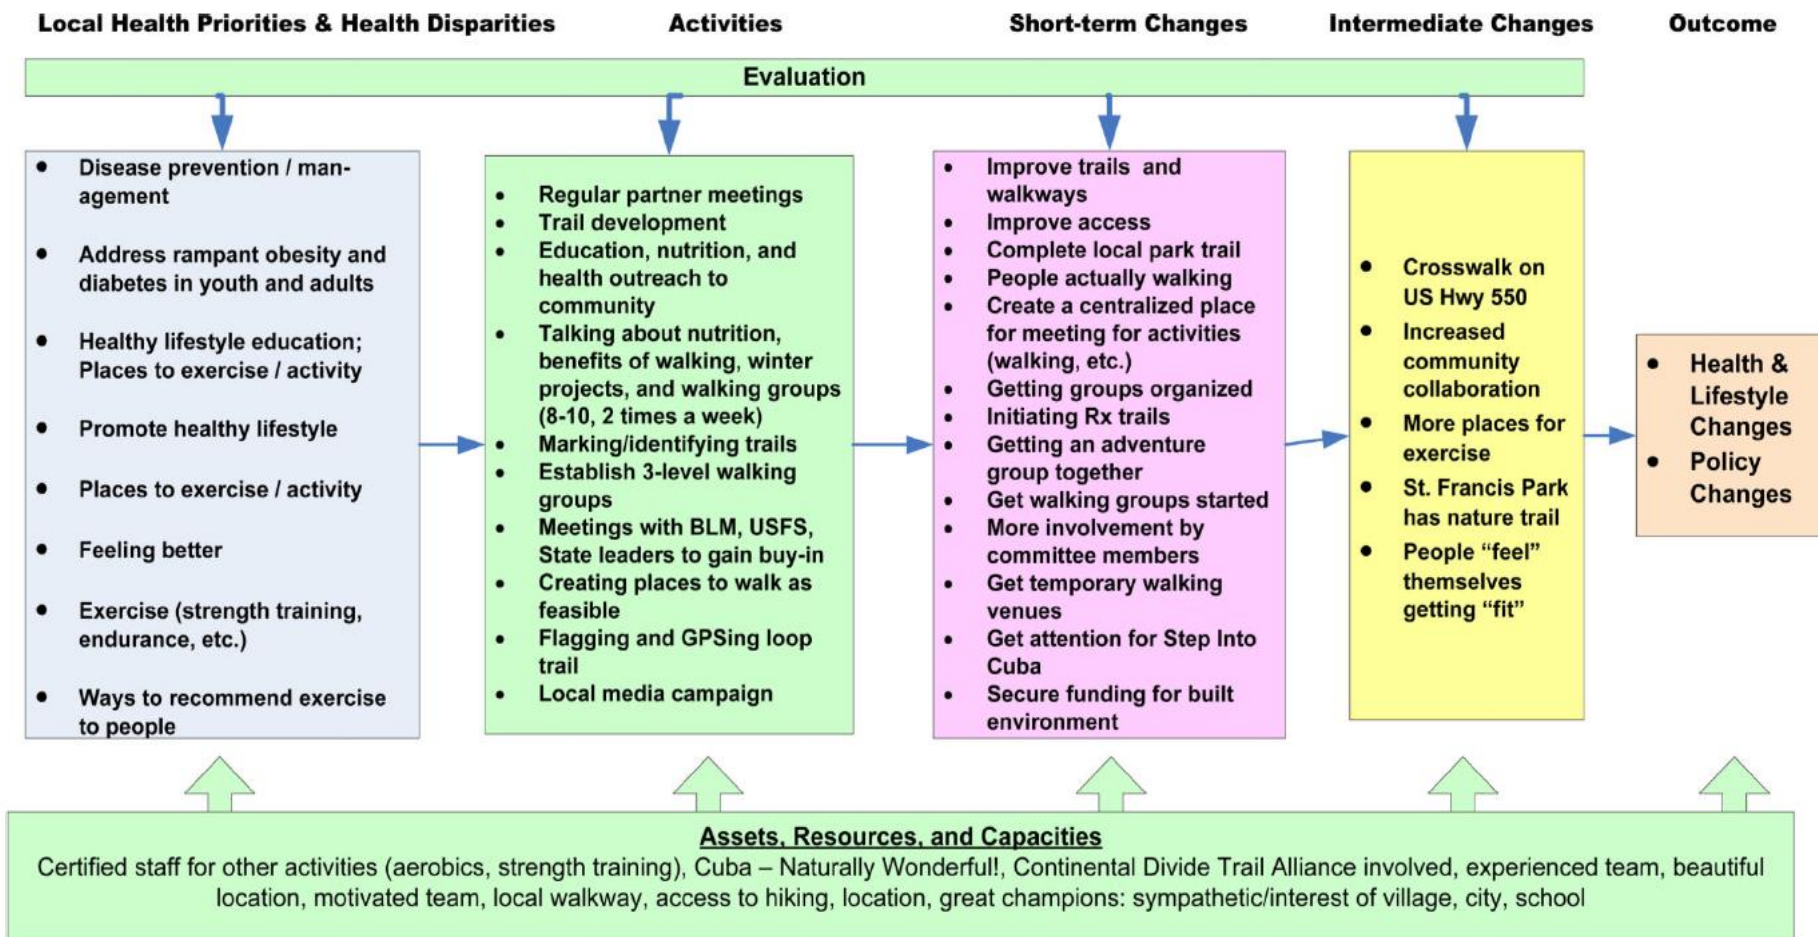 Local Health Priorities & Health Disparities
Activities
Short-term Changes
Intermediate Changes
Outcome
Evaluation
• Disease prevention / man-
agement
• Address rampant obesity and
diabetes in youth and adults
• Healthy lifestyle education;
Places to exercise / activity
• Promote healthy lifestyle
• Places to exercise / activity
• Feeling better
• Exercise (strength training,
endurance, etc.)
• Ways to recommend exercise
to people
• Regular partner meetings
• Trail development
• Education, nutrition, and
health outreach to
community
• Talking about nutrition,
benefits of walking, winter
projects, and walking groups
(8-10, 2 times a week)
• Marking/identifying trails
• Establish 3-level walking
groups
• Meetings with BLM, USFS,
State leaders to gain buy-in
• Creating places to walk as
feasible
• Flagging and GPSing loop
trail
• Local media campaign
• Improve trails and
walkways
• Improve access
• Complete local park trail
• People actually walking
• Create a centralized place
for meeting for activities
(walking, etc.)
• Getting groups organized
• Initiating Rx trails
• Getting an adventure
group together
• Get walking groups started
• More involvement by
committee members
• Get temporary walking
venues
• Get attention for Step Into
Cuba
• Secure funding for built
environment
• Crosswalk on
US Hwy 550
• Increased
community
collaboration
• More places for
exercise
• St. Francis Park
has nature trail
• People “feel”
themselves
getting “fit”
• Health &
Lifestyle
Changes
• Policy
Changes
Assets, Resources, and Capacities
Certified staff for other activities (aerobics, strength training), Cuba – Naturally Wonderful!, Continental Divide Trail Alliance involved, experienced team, beautiful
location, motivated team, local walkway, access to hiking, location, great champions: sympathetic/interest of village, city, school